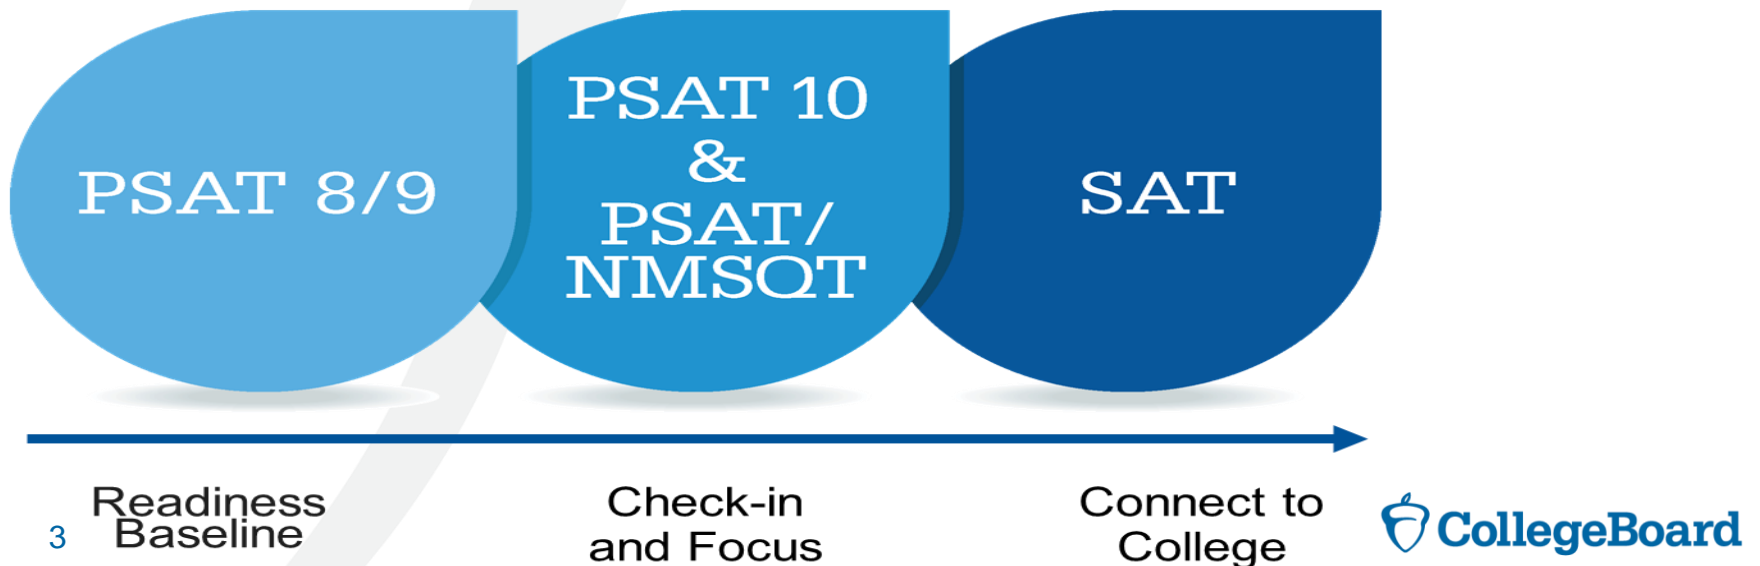 PSAT 8/9
PSAT 10
&
PSAT/
NMSQT
SAT
Readiness
Baseline
Check-in
and Focus
Connect to
College
3
CollegeBoard